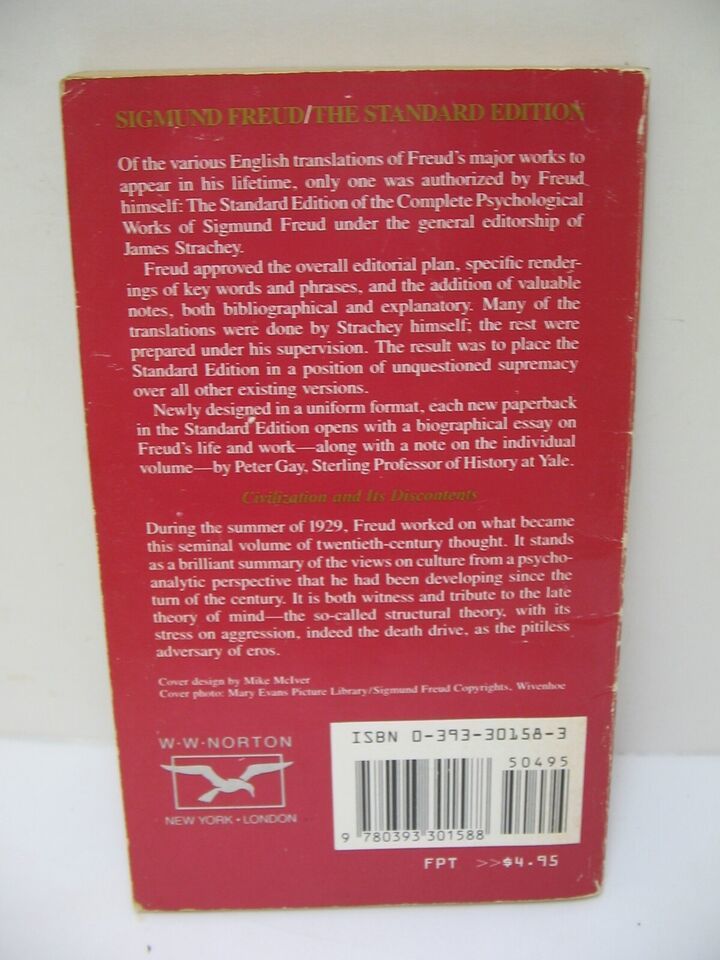 SIGMUND FREUD/THE STANDARD EDITION
Of the various English translations of Freud's major works to
appear in his lifetime, only one was authorized by Freud
himself: The Standard Edition of the Complete Psychological
Works of Sigmund Freud under the general editorship of
James Strachey.
Freud approved the overall editorial plan, specific render-
ings of key words and phrases, and the addition of valuable
notes, both bibliographical and explanatory. Many of the
translations were done by Strachey himself; the rest were
prepared under his supervision. The result was to place the
Standard Edition in a position of unquestioned supremacy
over all other existing versions.
Newly designed in a uniform format, each new paperback
in the Standard Edition opens with a biographical essay on
Freud's life and work—along with a note on the individual
volume—by Peter Gay, Sterling Professor of History at Yale.
Civilization and Its Discontents
During the summer of 1929, Freud worked on what became
this seminal volume of twentieth-century thought. It stands
as a brilliant summary of the views on culture from a psycho-
analytic perspective that he had been developing since the
turn of the century. It is both witness and tribute to the late
theory of mind—the so-called structural theory, with its
stress on aggression, indeed the death drive, as the pitiless
adversary of eros.
Cover design by Mike McIver
Cover photo: Mary Evans Picture Library/Sigmund Freud Copyrights, Wivenhoe
W·W·NORTON
NEW YORK • LONDON
ISBN 0-393-30158-3
50495
9 780393 301588
FPT >>$4.95